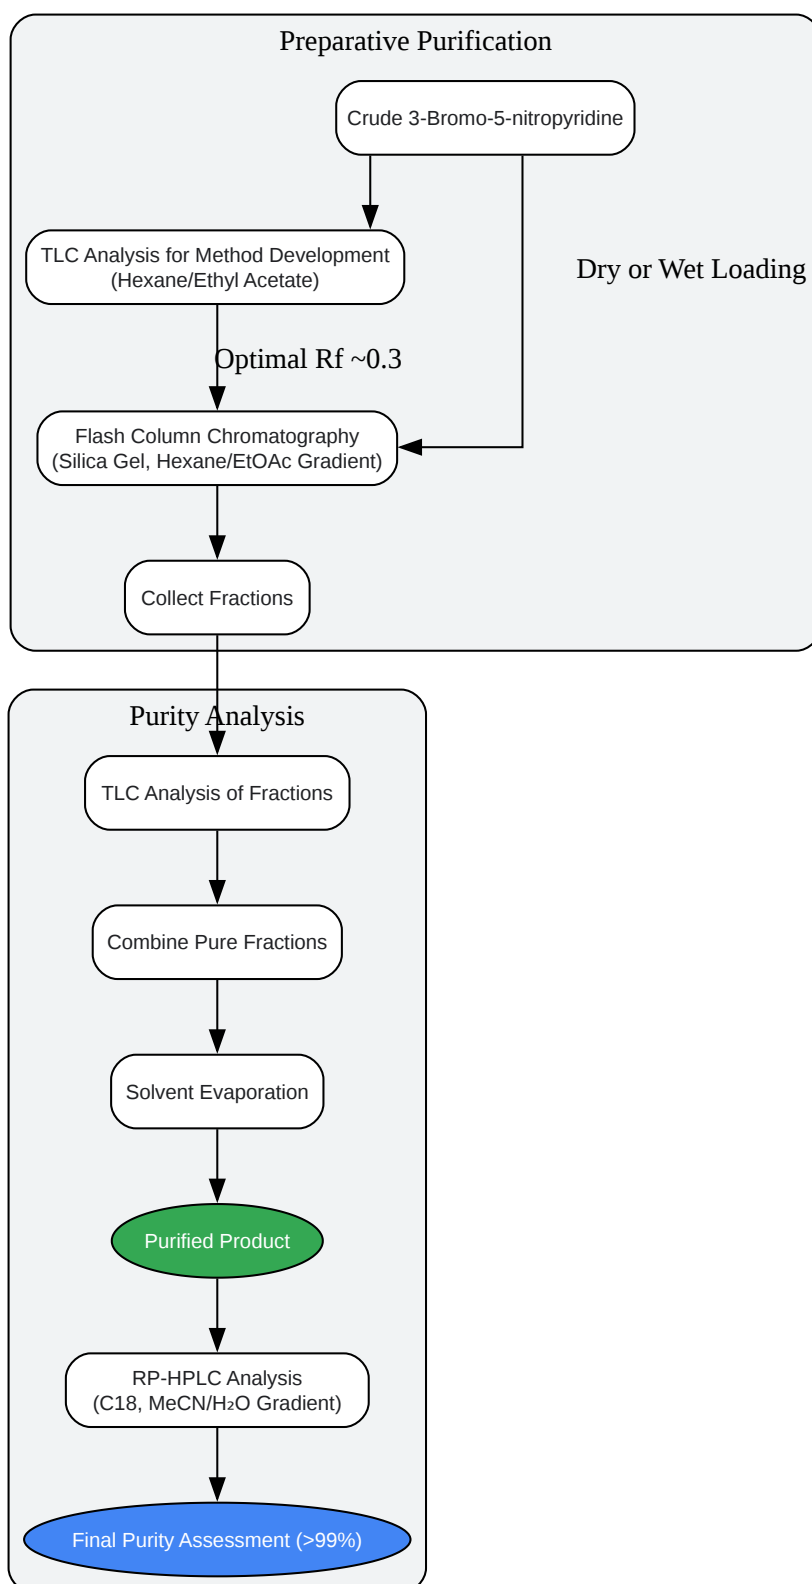 Preparative Purification
Crude 3-Bromo-5-nitropyridine
TLC Analysis for Method Development
(Hexane/Ethyl Acetate)
Dry or Wet Loading
Optimal Rf ~0.3
Flash Column Chromatography
(Silica Gel, Hexane/EtOAc Gradient)
Collect Fractions
Purity Analysis
TLC Analysis of Fractions
Combine Pure Fractions
Solvent Evaporation
Purified Product
RP-HPLC Analysis
(C18, MeCN/H₂O Gradient)
Final Purity Assessment (>99%)